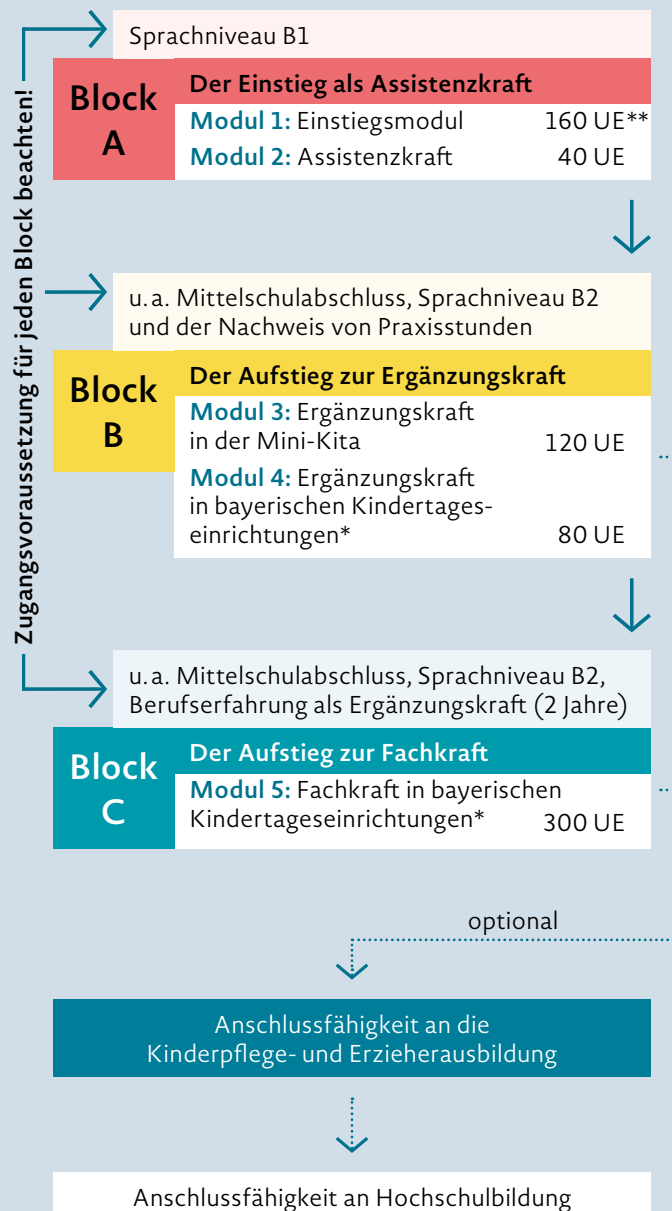 Zugangsvoraussetzung für jeden Block beachten!
Sprachniveau B1
Block
A
Der Einstieg als Assistenzkraft
Modul 1: Einstiegsmodul 160 UE**
Modul 2: Assistenzkraft 40 UE
u.a. Mittelschulabschluss, Sprachniveau B2
und der Nachweis von Praxisstunden
Block
B
Der Aufstieg zur Ergänzungskraft
Modul 3: Ergänzungskraft
in der Mini-Kita 120 UE
Modul 4: Ergänzungskraft
in bayerischen Kindertages-
einrichtungen* 80 UE
u.a. Mittelschulabschluss, Sprachniveau B2,
Berufserfahrung als Ergänzungskraft (2 Jahre)
Block
C
Der Aufstieg zur Fachkraft
Modul 5: Fachkraft in bayerischen
Kindertageseinrichtungen* 300 UE
optional
Anschlussfähigkeit an die
Kinderpflege- und Erzieherausbildung
Anschlussfähigkeit an Hochschulbildung